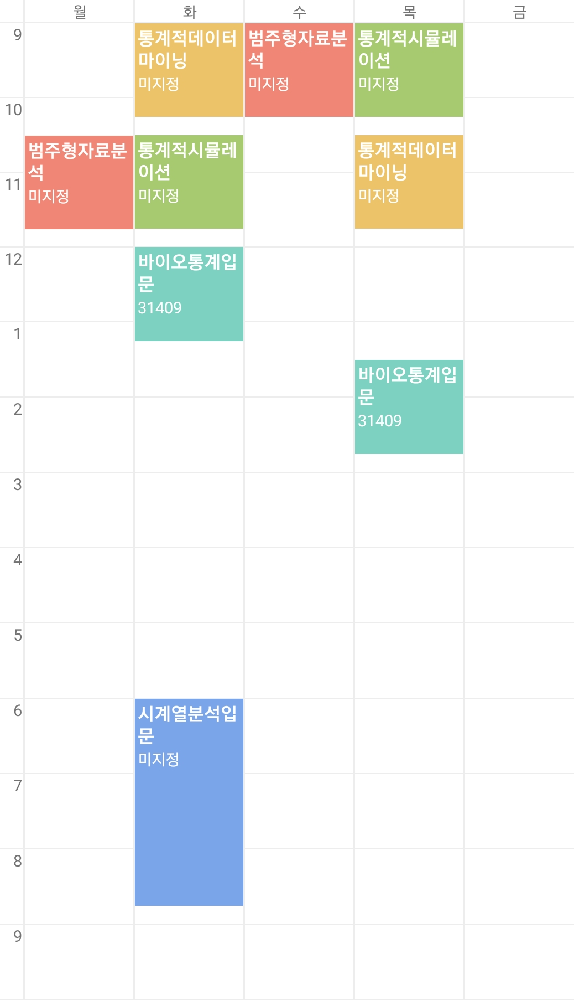 월 화 수 목 금
9
통계적데이터
마이닝
미지정
범주형자료분
석
미지정
통계적시뮬레
이션
미지정
10
범주형자료분
석
미지정
통계적시뮬레
이션
미지정
통계적데이터
마이닝
미지정
11
12
바이오통계입
문
31409
1
바이오통계입
문
31409
2
3
4
5
6
시계열분석입
문
미지정
7
8
9